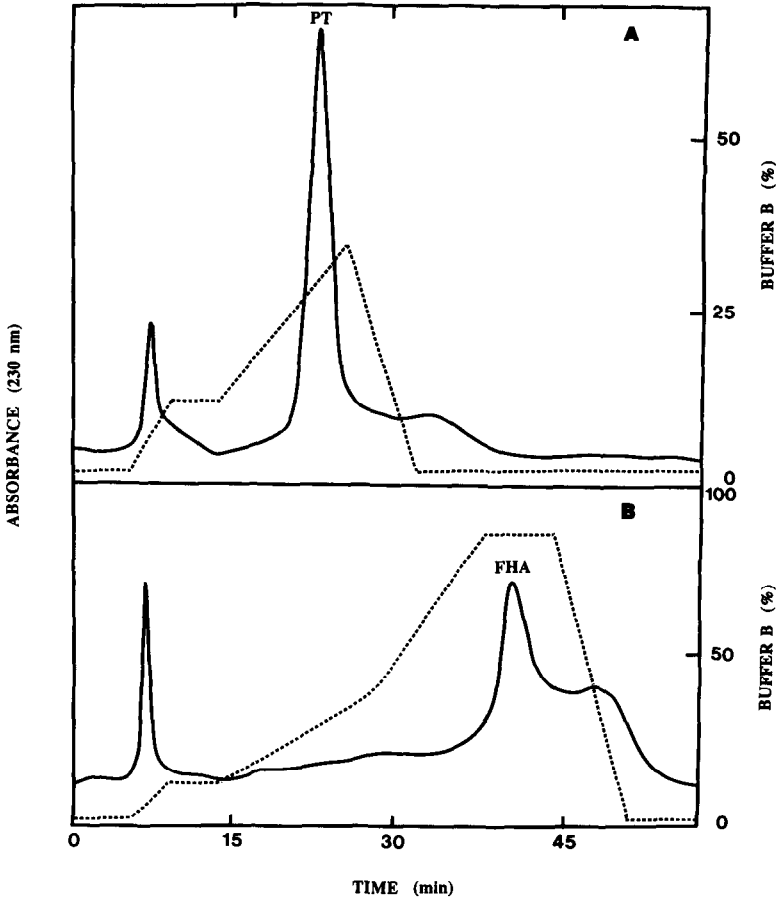 PT
A
50
BUFFER B (%)
25
0
ABSORBANCE (230 nm)
100
B
FHA
50
BUFFER B (%)
0
0 15 30 45
TIME (min)